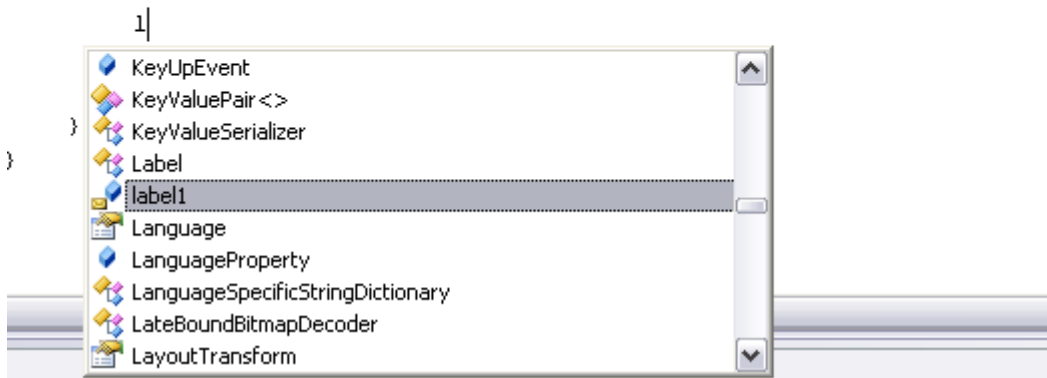 l
KeyUpEvent
KeyValuePair<>
}
KeyValueSerializer
}
Label
label1
Language
LanguageProperty
LanguageSpecificStringDictionary
LateBoundBitmapDecoder
LayoutTransform